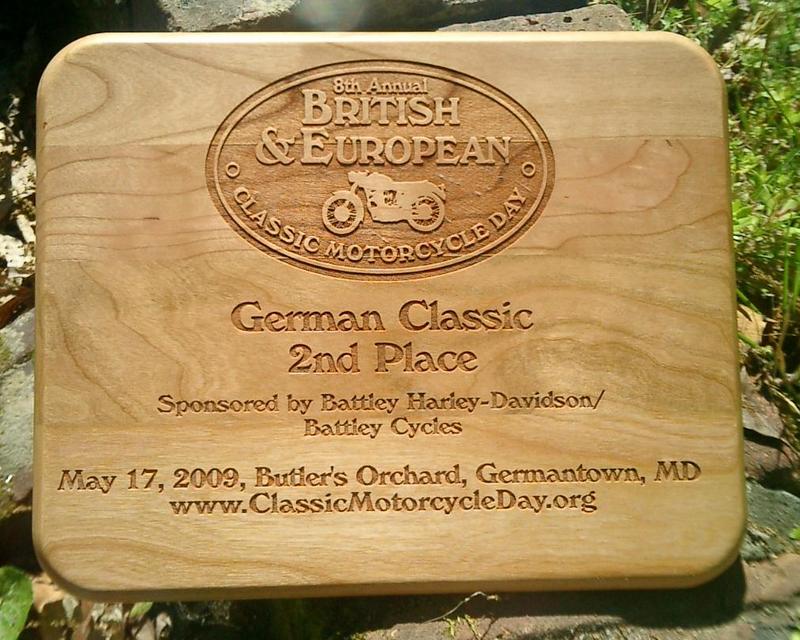 8th Annual
BRITISH
& EUROPEAN
CLASSIC MOTORCYCLE DAY
German Classic
2nd Place
Sponsored by Battley Harley-Davidson/
Battley Cycles
May 17, 2009, Butler's Orchard, Germantown, MD
www.ClassicMotorcycleDay.org